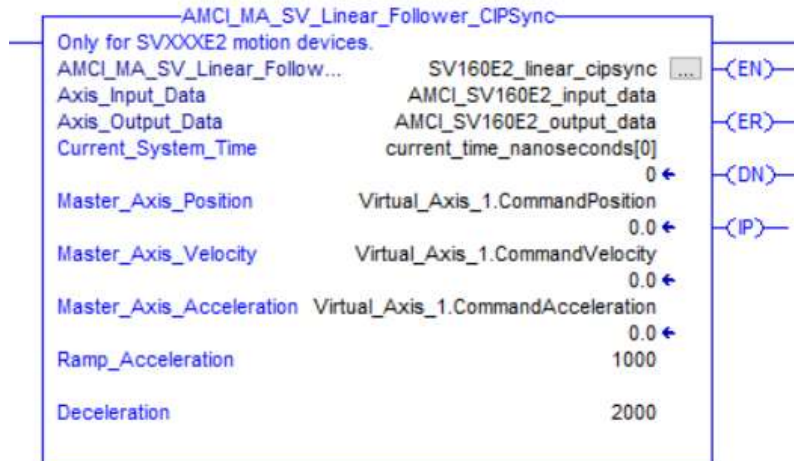 AMCI_MA_SV_Linear_Follower_CIPSync
Only for SVXXXE2 motion devices.
AMCI_MA_SV_Linear_Follow... SV160E2_linear_cipsync ... (EN)
Axis_Input_Data AMCI_SV160E2_input_data
Axis_Output_Data AMCI_SV160E2_output_data (ER)
Current_System_Time current_time_nanoseconds[0]
0 (DN)
Master_Axis_Position Virtual_Axis_1.CommandPosition
0.0 (IP)
Master_Axis_Velocity Virtual_Axis_1.CommandVelocity
0.0
Master_Axis_Acceleration Virtual_Axis_1.CommandAcceleration
0.0
Ramp_Acceleration 1000
Deceleration 2000